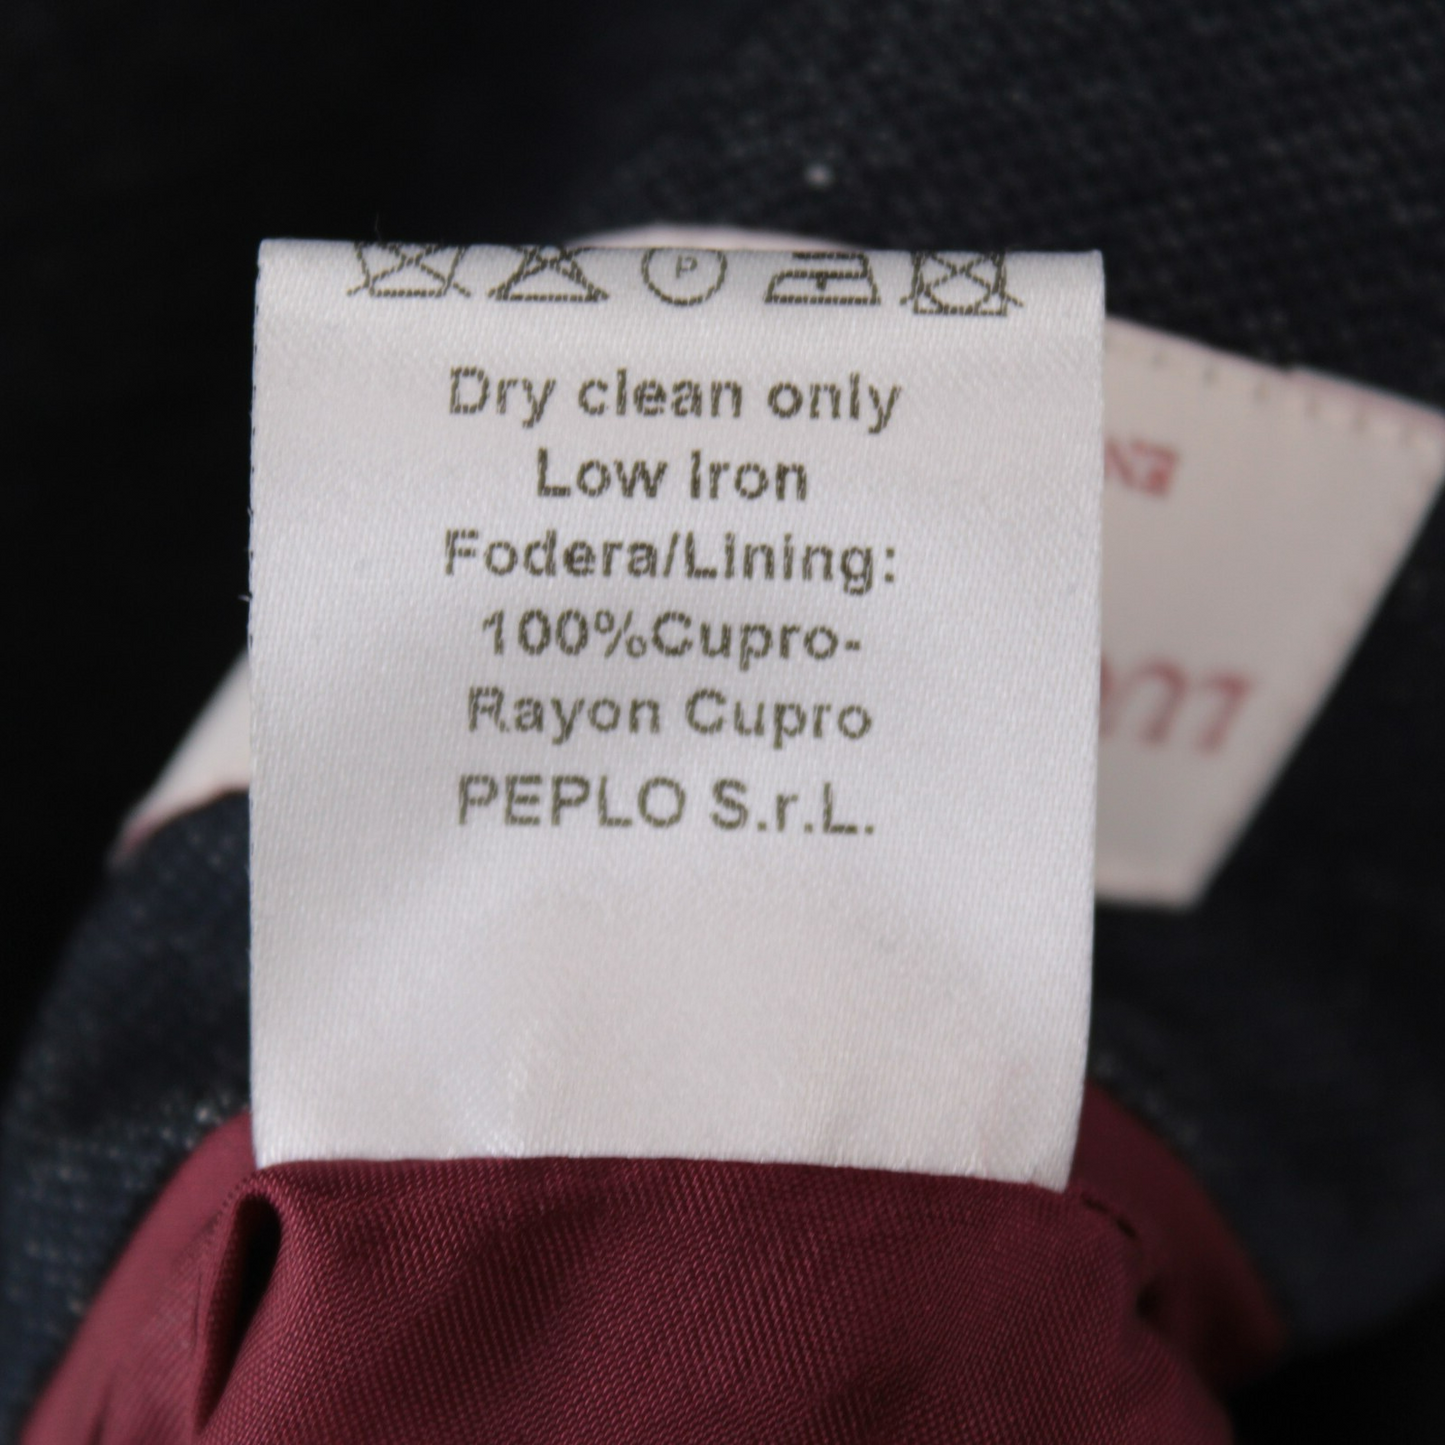 P
Dry clean only
Low Iron
Fodera/Lining:
100%Cupro-
Rayon Cupro
PEPLO S.r.L.